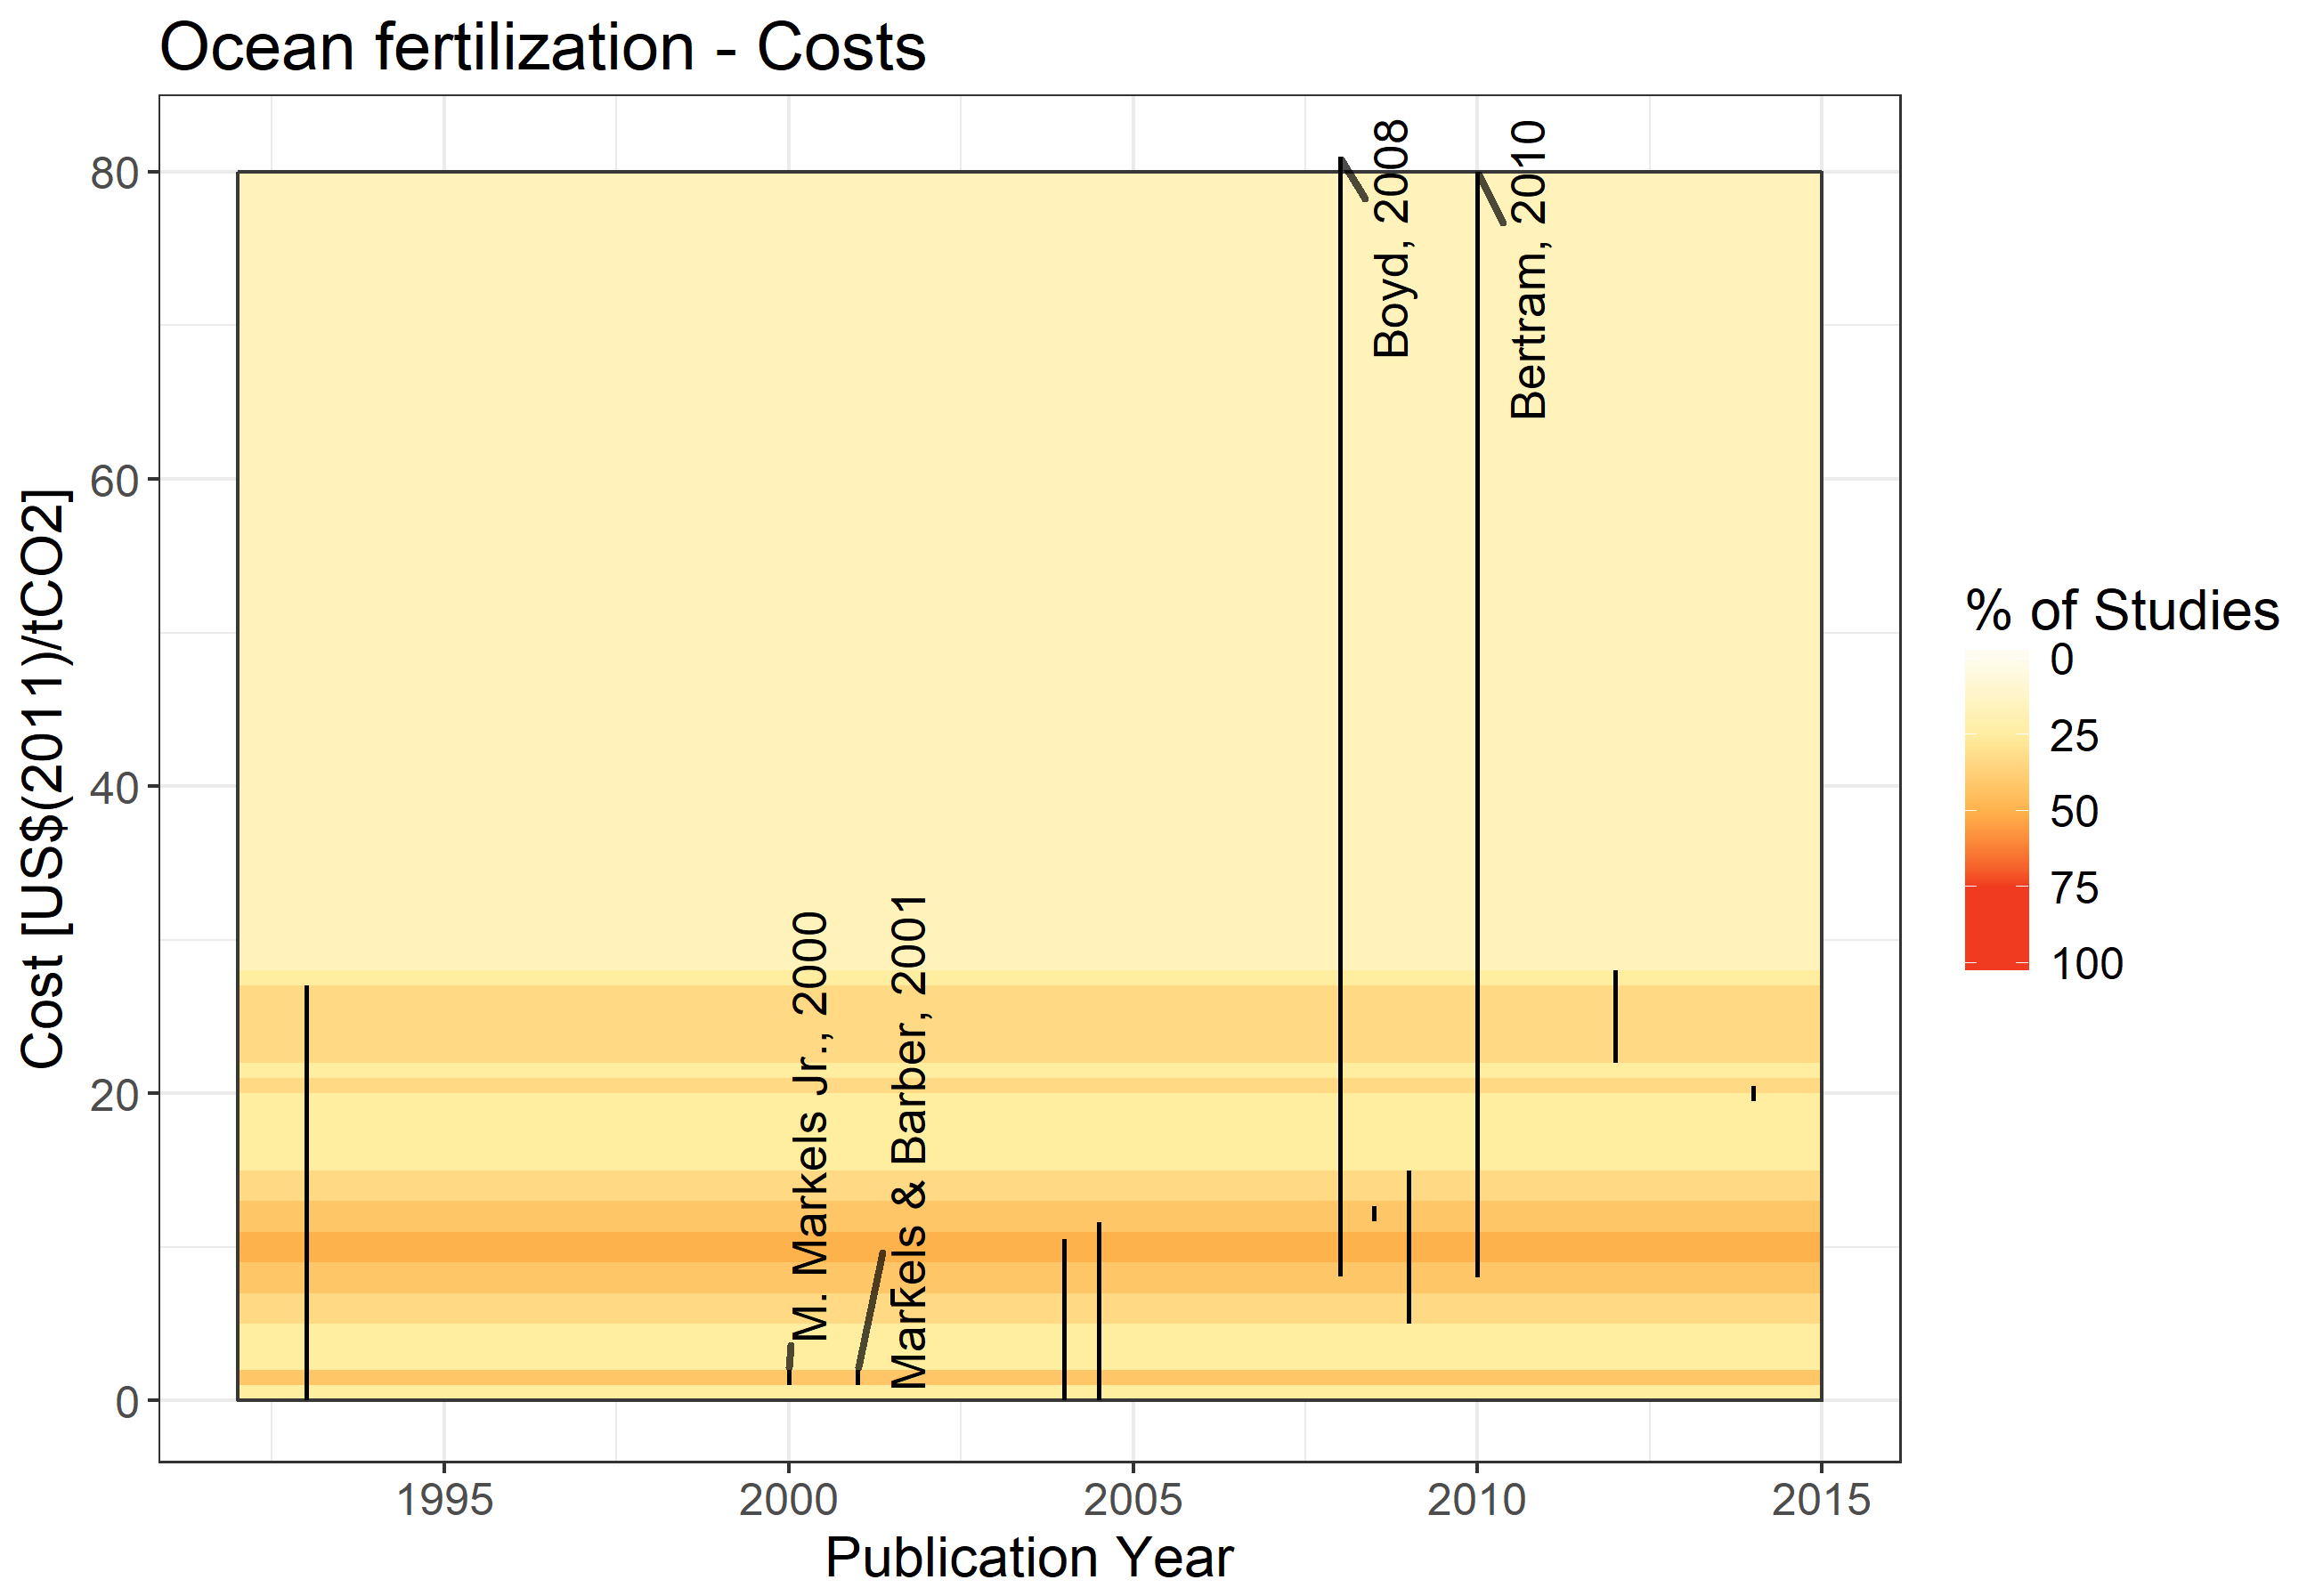 Ocean fertilization - Costs
Cost [US$(2011)/tCO2]
80
60
40
20
0
M. Markels Jr., 2000
Markels & Barber, 2001
Boyd, 2008
Bertram, 2010
1995
2000
2005
2010
2015
Publication Year
% of Studies
0
25
50
75
100